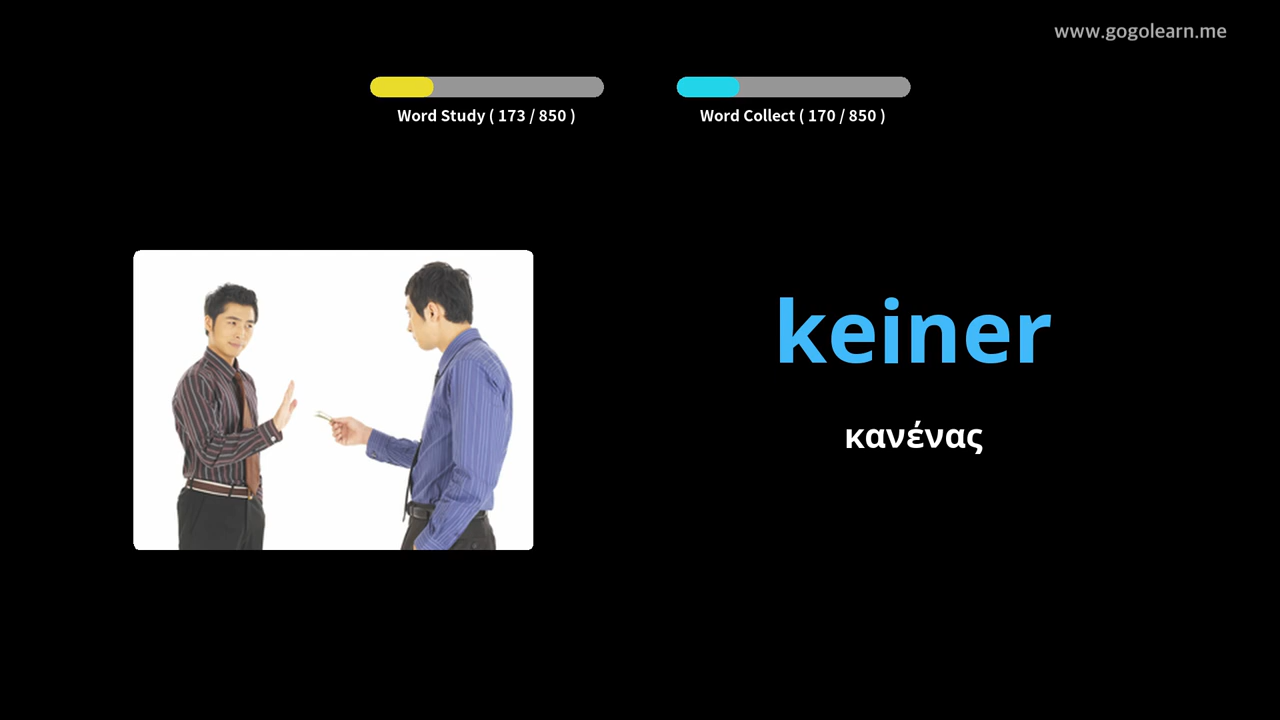 www.gogolearn.me
Word Study ( 173 / 850 )
Word Collect ( 170 / 850 )
keiner
κανένας